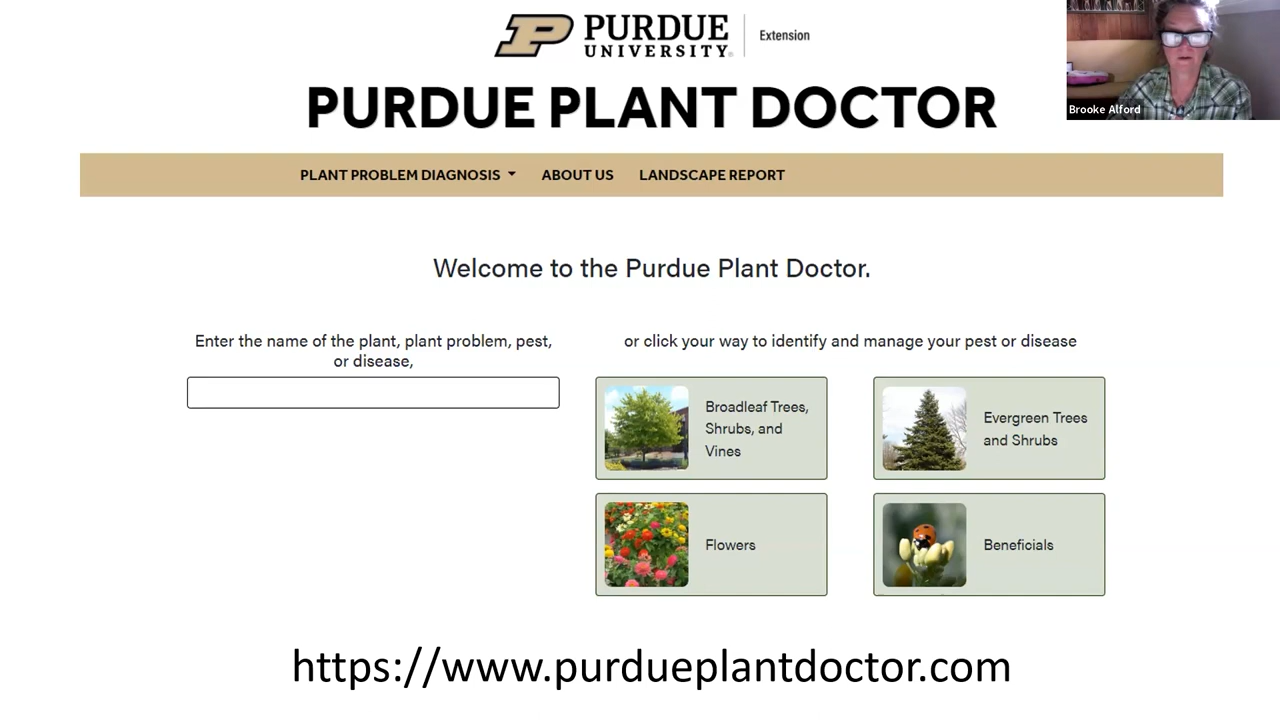 PURDUE
UNIVERSITY®
Extension
PURDUE PLANT DOCTOR
Brooke Alford
PLANT PROBLEM DIAGNOSIS ABOUT US LANDSCAPE REPORT
Welcome to the Purdue Plant Doctor.
Enter the name of the plant, plant problem, pest,
or disease,
or click your way to identify and manage your pest or disease
Broadleaf Trees,
Shrubs, and
Vines
Evergreen Trees
and Shrubs
Flowers
Beneficials
https://www.purdueplantdoctor.com